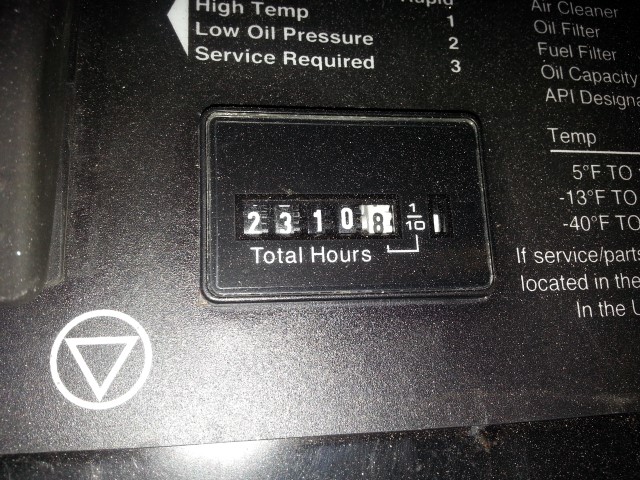 Rapid
High Temp 1
Low Oil Pressure 2
Service Required 3
Air Cleaner
Oil Filter
Fuel Filter
Oil Capacity
API
Temp
5°F TO
-13°F TO
-40°F TO
23108 1/10
Total Hours
If service/parts
located in the
In the